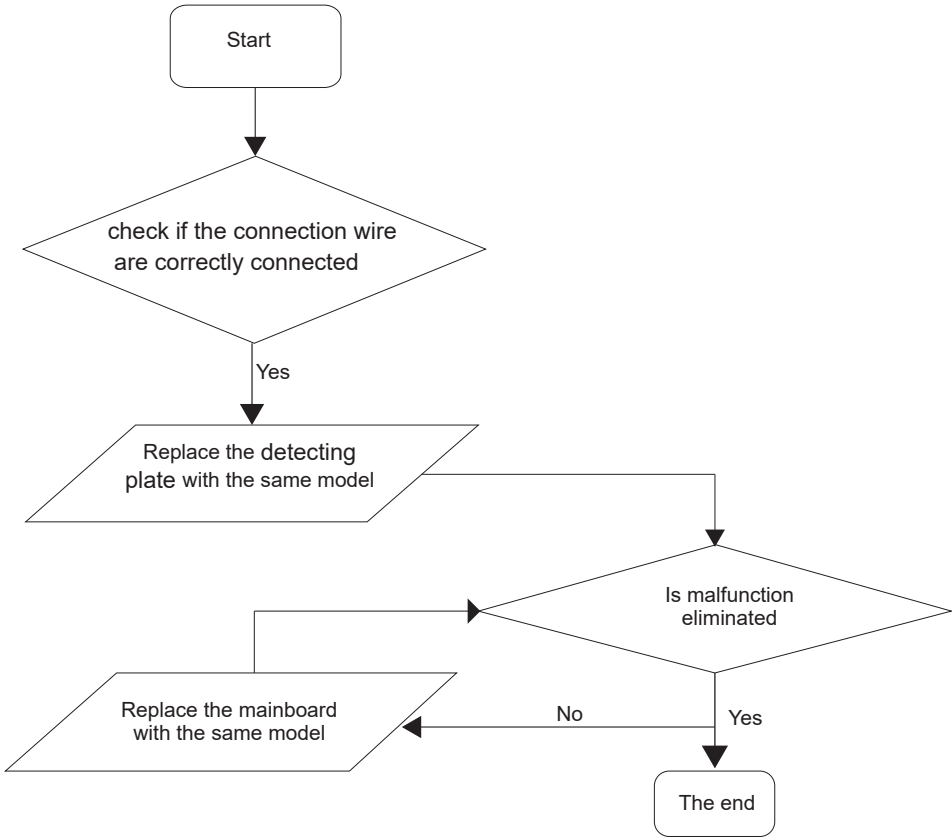 Start
check if the connection wire
are correctly connected
Yes
Replace the detecting
plate with the same model
Is malfunction
eliminated
Replace the mainboard
with the same model
No
Yes
The end